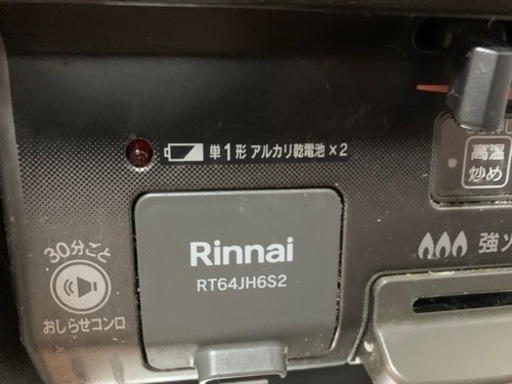 単1形 アルカリ乾電池×2
高温
炒め
Rinnai
RT64JH6S2
強
30分ごと
おしらせコンロ